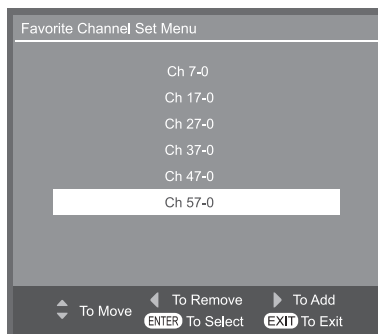 Favorite Channel Set Menu
Ch 7-0
Ch 17-0
Ch 27-0
Ch 37-0
Ch 47-0
Ch 57-0
To Move To Remove To Add
ENTER To Select EXIT To Exit